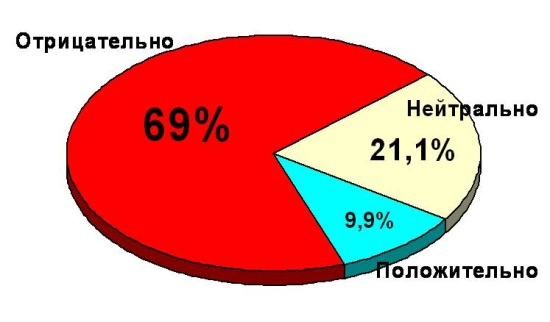 Отрицательно
69%
Нейтрально
21,1%
9,9%
Положительно